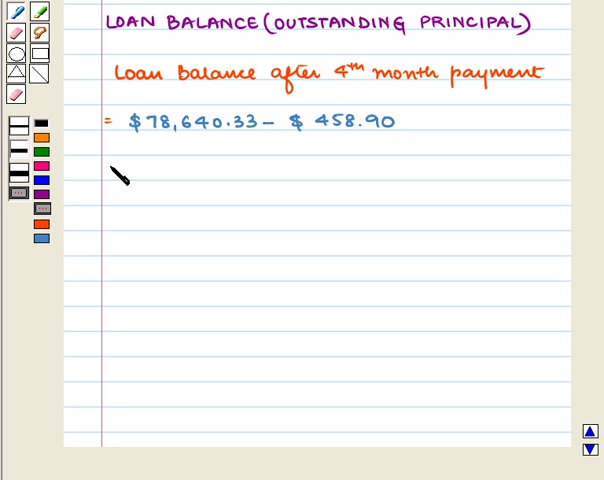 LOAN BALANCE (OUTSTANDING PRINCIPAL)
Loan balance after 4th month payment
= $78,640.33 - $ 458.90